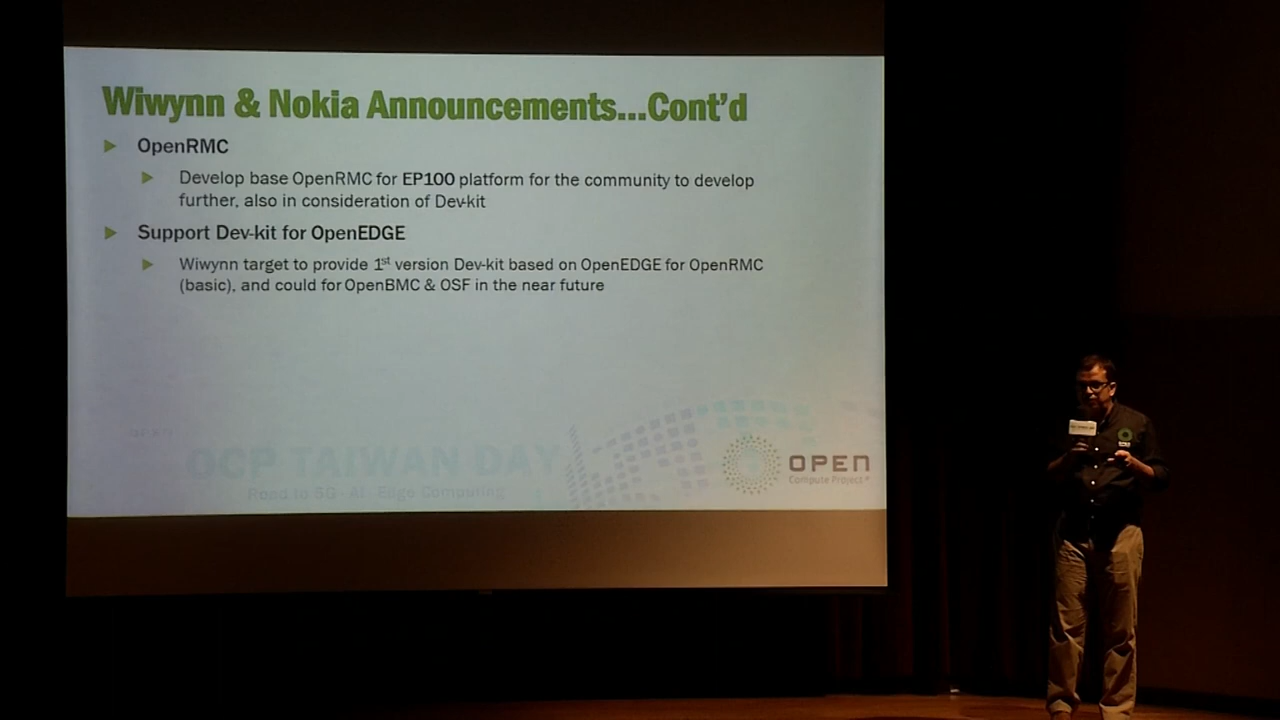 Wiwynn & Nokia Announcements...Cont'd
OpenRMC
Develop base OpenRMC for EP100 platform for the community to develop
further, also in consideration of Dev-kit
Support Dev-kit for OpenEDGE
Wiwynn target to provide 1st version Dev-kit based on OpenEDGE for OpenRMC
(basic), and could for OpenBMC & OSF in the near future
OCP TAIWAN DAY
Road to 5G · AI · Edge Computing
OPEN
Compute Project®